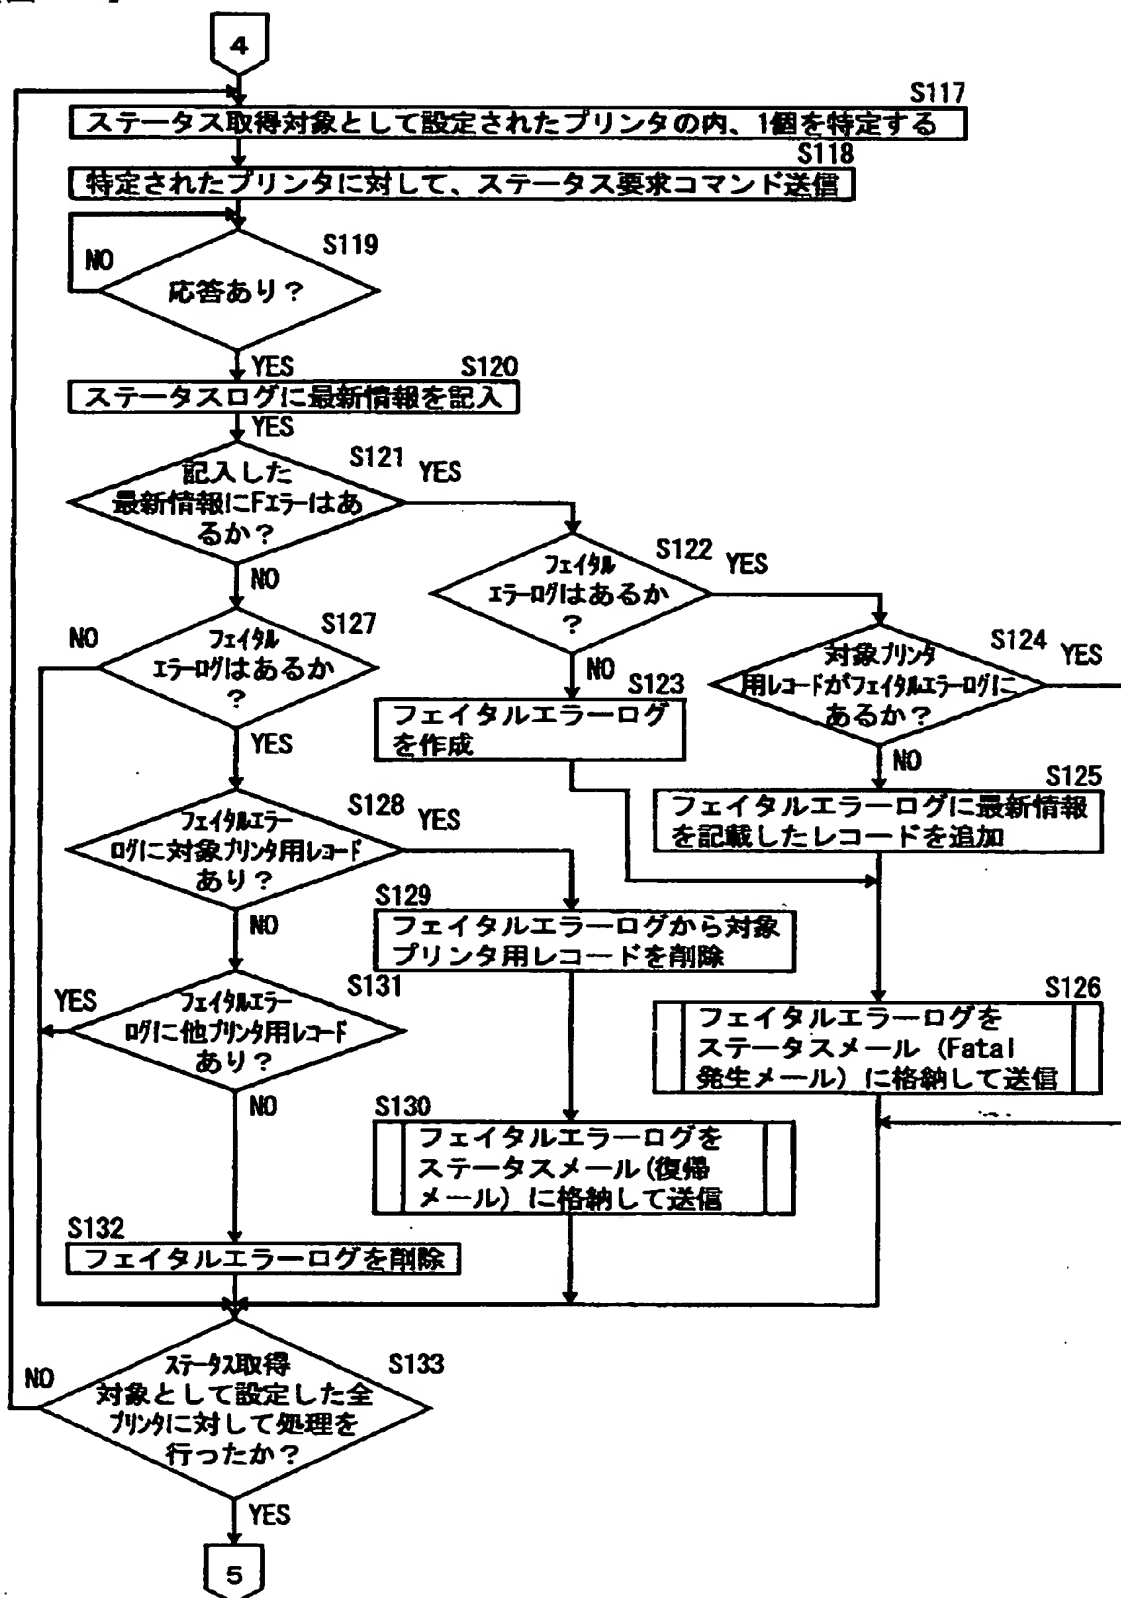 4
S117
ステータス取得対象として設定されたプリンタの内、1個を特定する
S118
特定されたプリンタに対して、ステータス要求コマンド送信
S119
NO
応答あり？
YES
S120
ステータスログに最新情報を記入
YES
S121
YES
記入した
最新情報にFエラーはあ
るか？
NO
S122
YES
フェイタル
エラーログはあるか
？
NO
S127
NO
フェイタル
エラーログはあるか
？
YES
S124
YES
対象プリンタ
用レコードがフェイタルエラーログに
あるか？
NO
S123
フェイタルエラーログ
を作成
S125
フェイタルエラーログに最新情報
を記載したレコードを追加
S128
YES
フェイタルエラー
ログに対象プリンタ用レコード
あり？
NO
S129
フェイタルエラーログから対象
プリンタ用レコードを削除
S131
YES
フェイタルエラー
ログに他プリンタ用レコード
あり？
NO
S126
フェイタルエラーログを
ステータスメール（Fatal
発生メール）に格納して送信
S130
フェイタルエラーログを
ステータスメール(復帰
メール）に格納して送信
S132
フェイタルエラーログを削除
S133
NO
ステータス取得
対象として設定した全
プリンタに対して処理を
行ったか？
YES
5